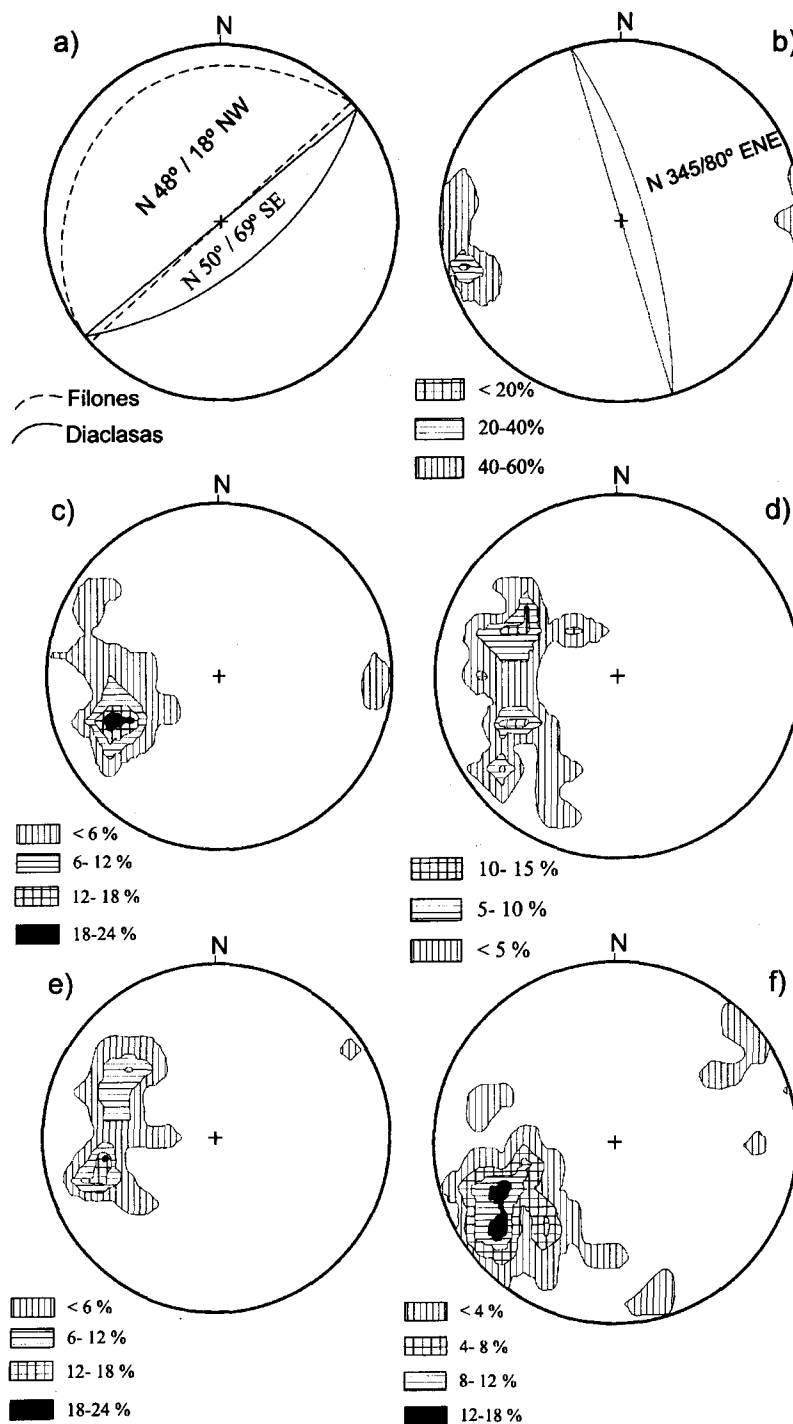 a)
N
N 48º / 18º NW
N 50º / 69º SE
Filones
Diaclasas
b)
N
N 345/80º ENE
< 20%
20-40%
40-60%
c)
N
< 6 %
6- 12 %
12- 18 %
18-24 %
d)
N
10- 15 %
5- 10 %
< 5 %
e)
N
< 6 %
6- 12 %
12- 18 %
18-24 %
f)
N
< 4 %
4- 8 %
8- 12 %
12-18 %